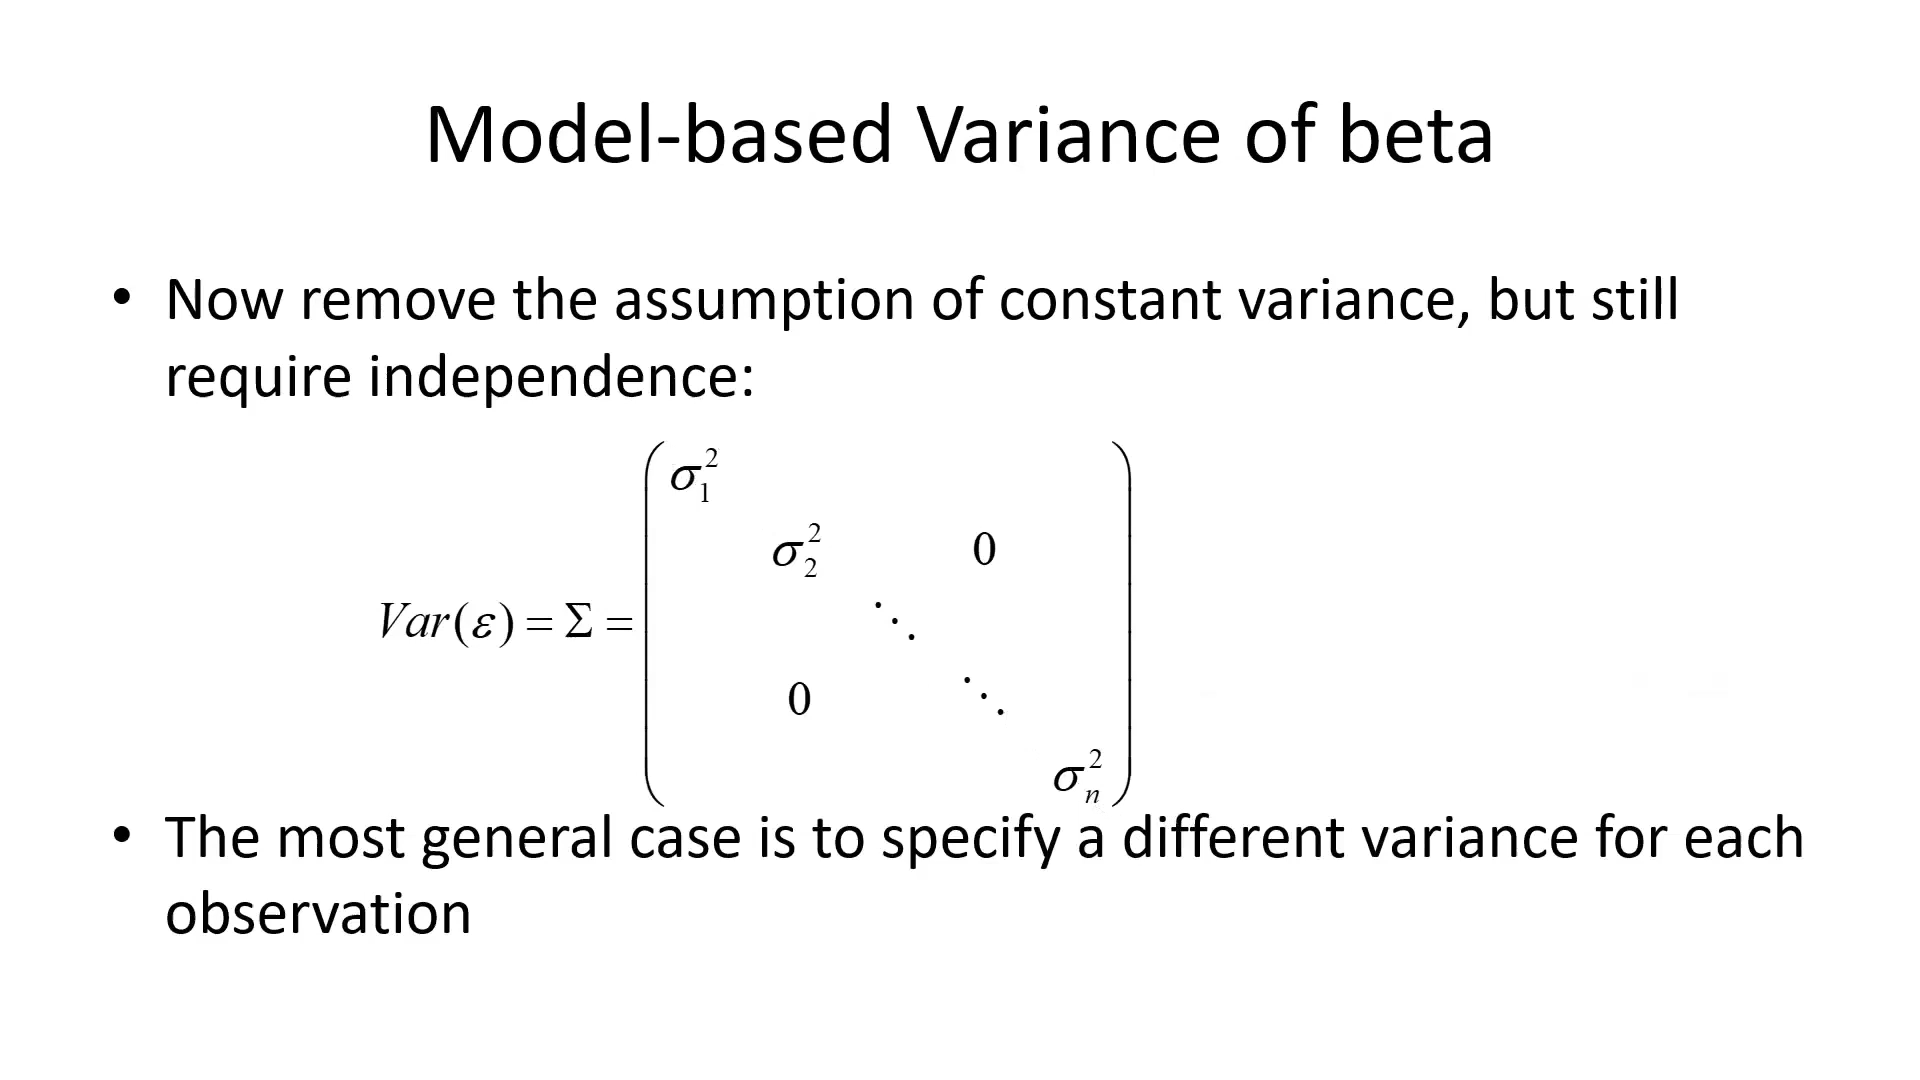 Model-based Variance of beta
• Now remove the assumption of constant variance, but still
require independence:
σ₁²
σ₂² 0
⋱
Var(ε) = Σ =
0 ⋱
σₙ²
• The most general case is to specify a different variance for each
observation